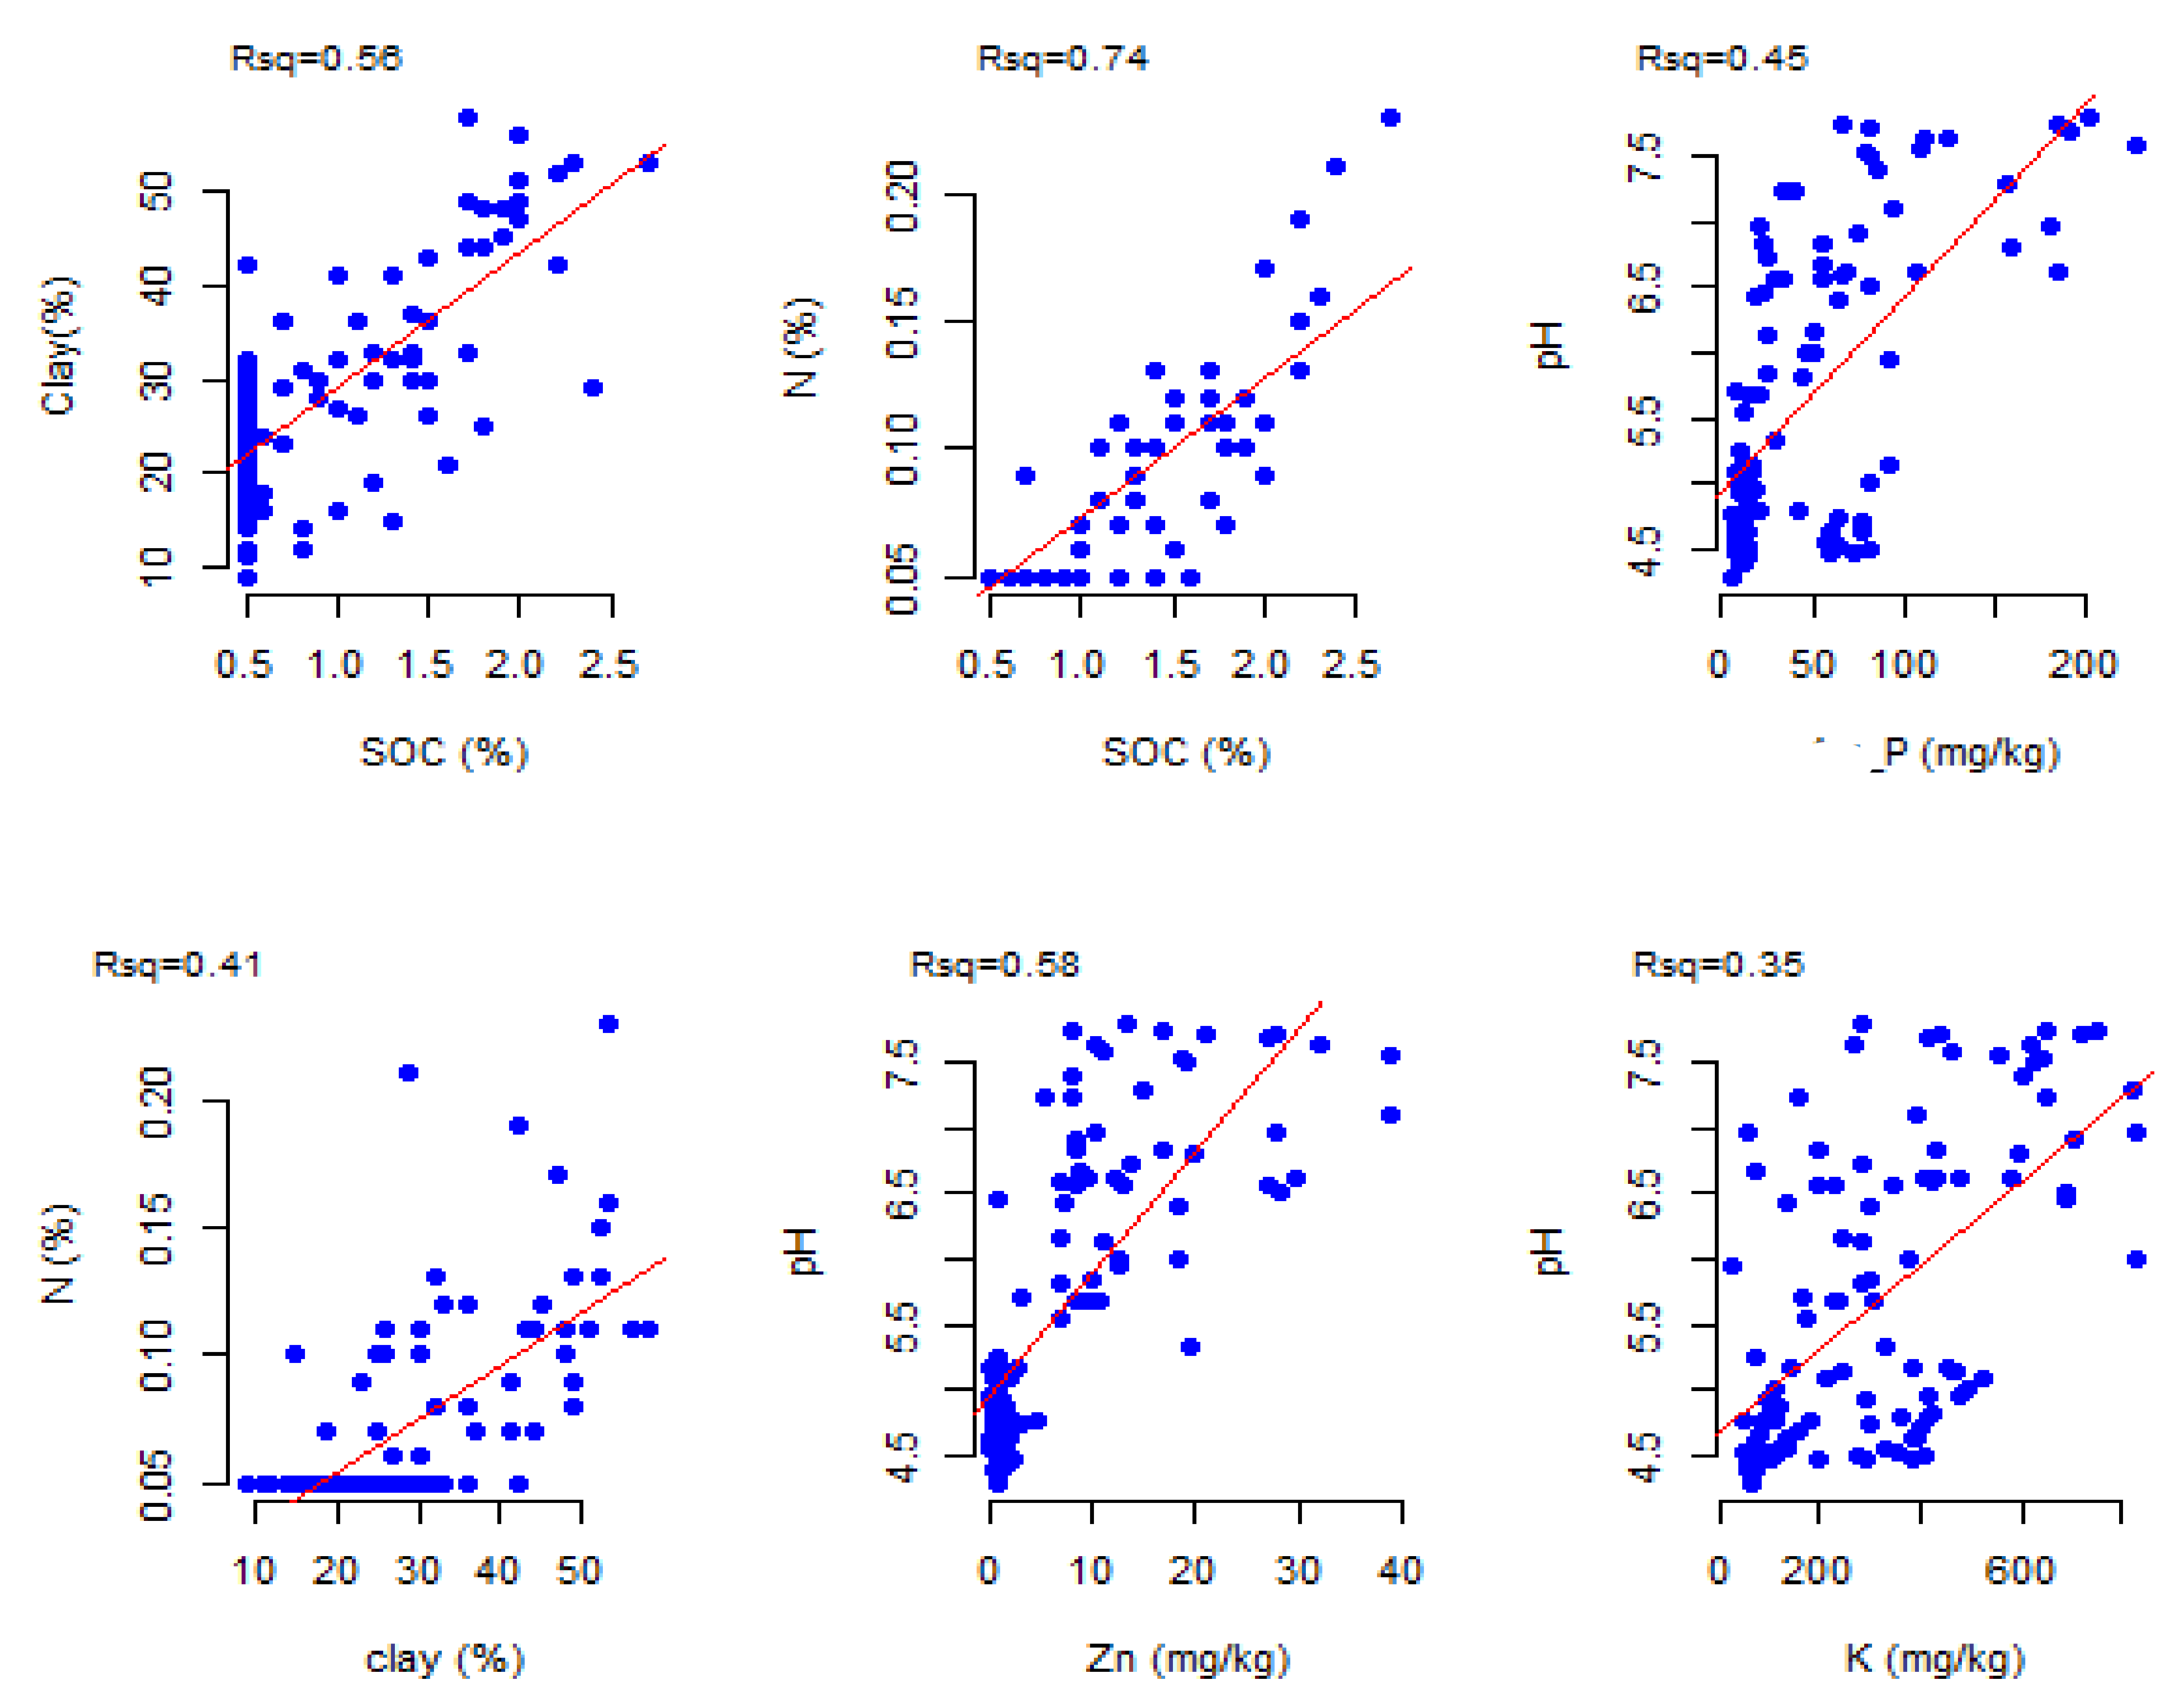 Rsq=0.56
Clay(%)
50
40
30
20
10
0.5 1.0 1.5 2.0 2.5
SOC (%)
Rsq=0.74
N (%)
0.20
0.15
0.10
0.05
0.5 1.0 1.5 2.0 2.5
SOC (%)
Rsq=0.45
pH
7.5
6.5
5.5
4.5
0 50 100 200
_P (mg/kg)
Rsq=0.41
N (%)
0.20
0.15
0.10
0.05
10 20 30 40 50
clay (%)
Rsq=0.58
pH
7.5
6.5
5.5
4.5
0 10 20 30 40
Zn (mg/kg)
Rsq=0.35
pH
7.5
6.5
5.5
4.5
0 200 600
K (mg/kg)